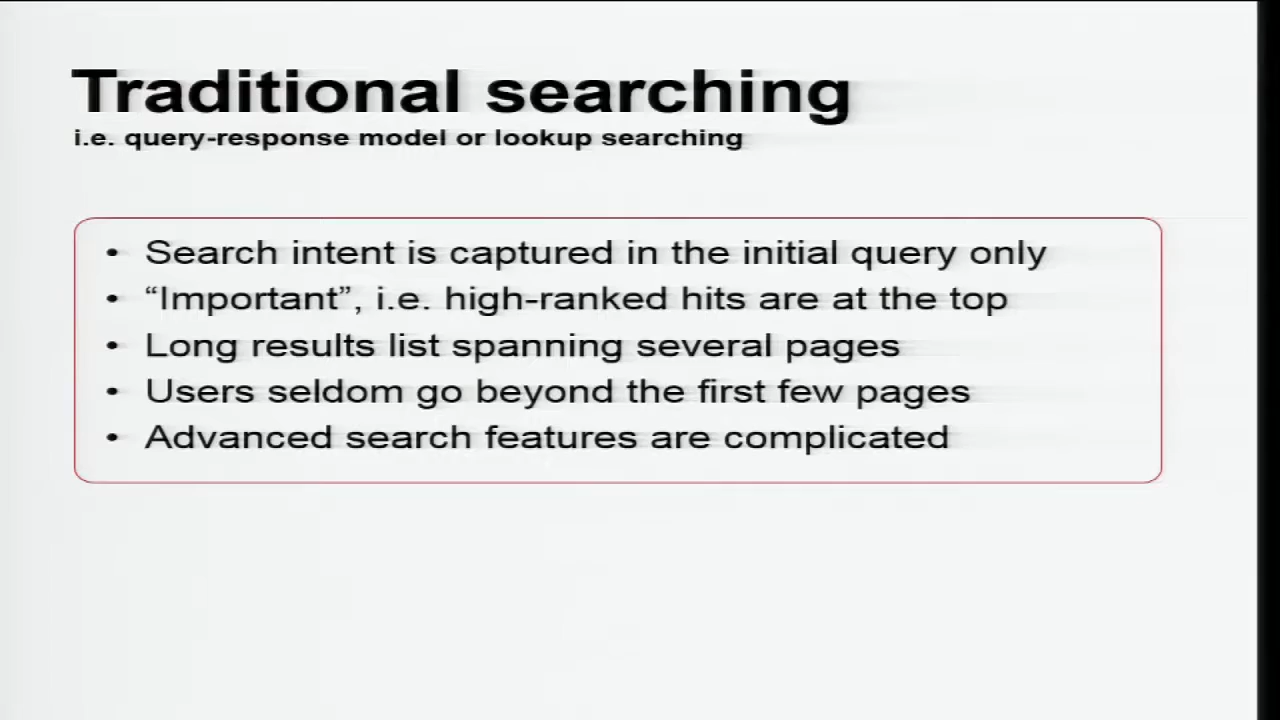 Traditional searching
i.e. query-response model or lookup searching
• Search intent is captured in the initial query only
• “Important”, i.e. high-ranked hits are at the top
• Long results list spanning several pages
• Users seldom go beyond the first few pages
• Advanced search features are complicated